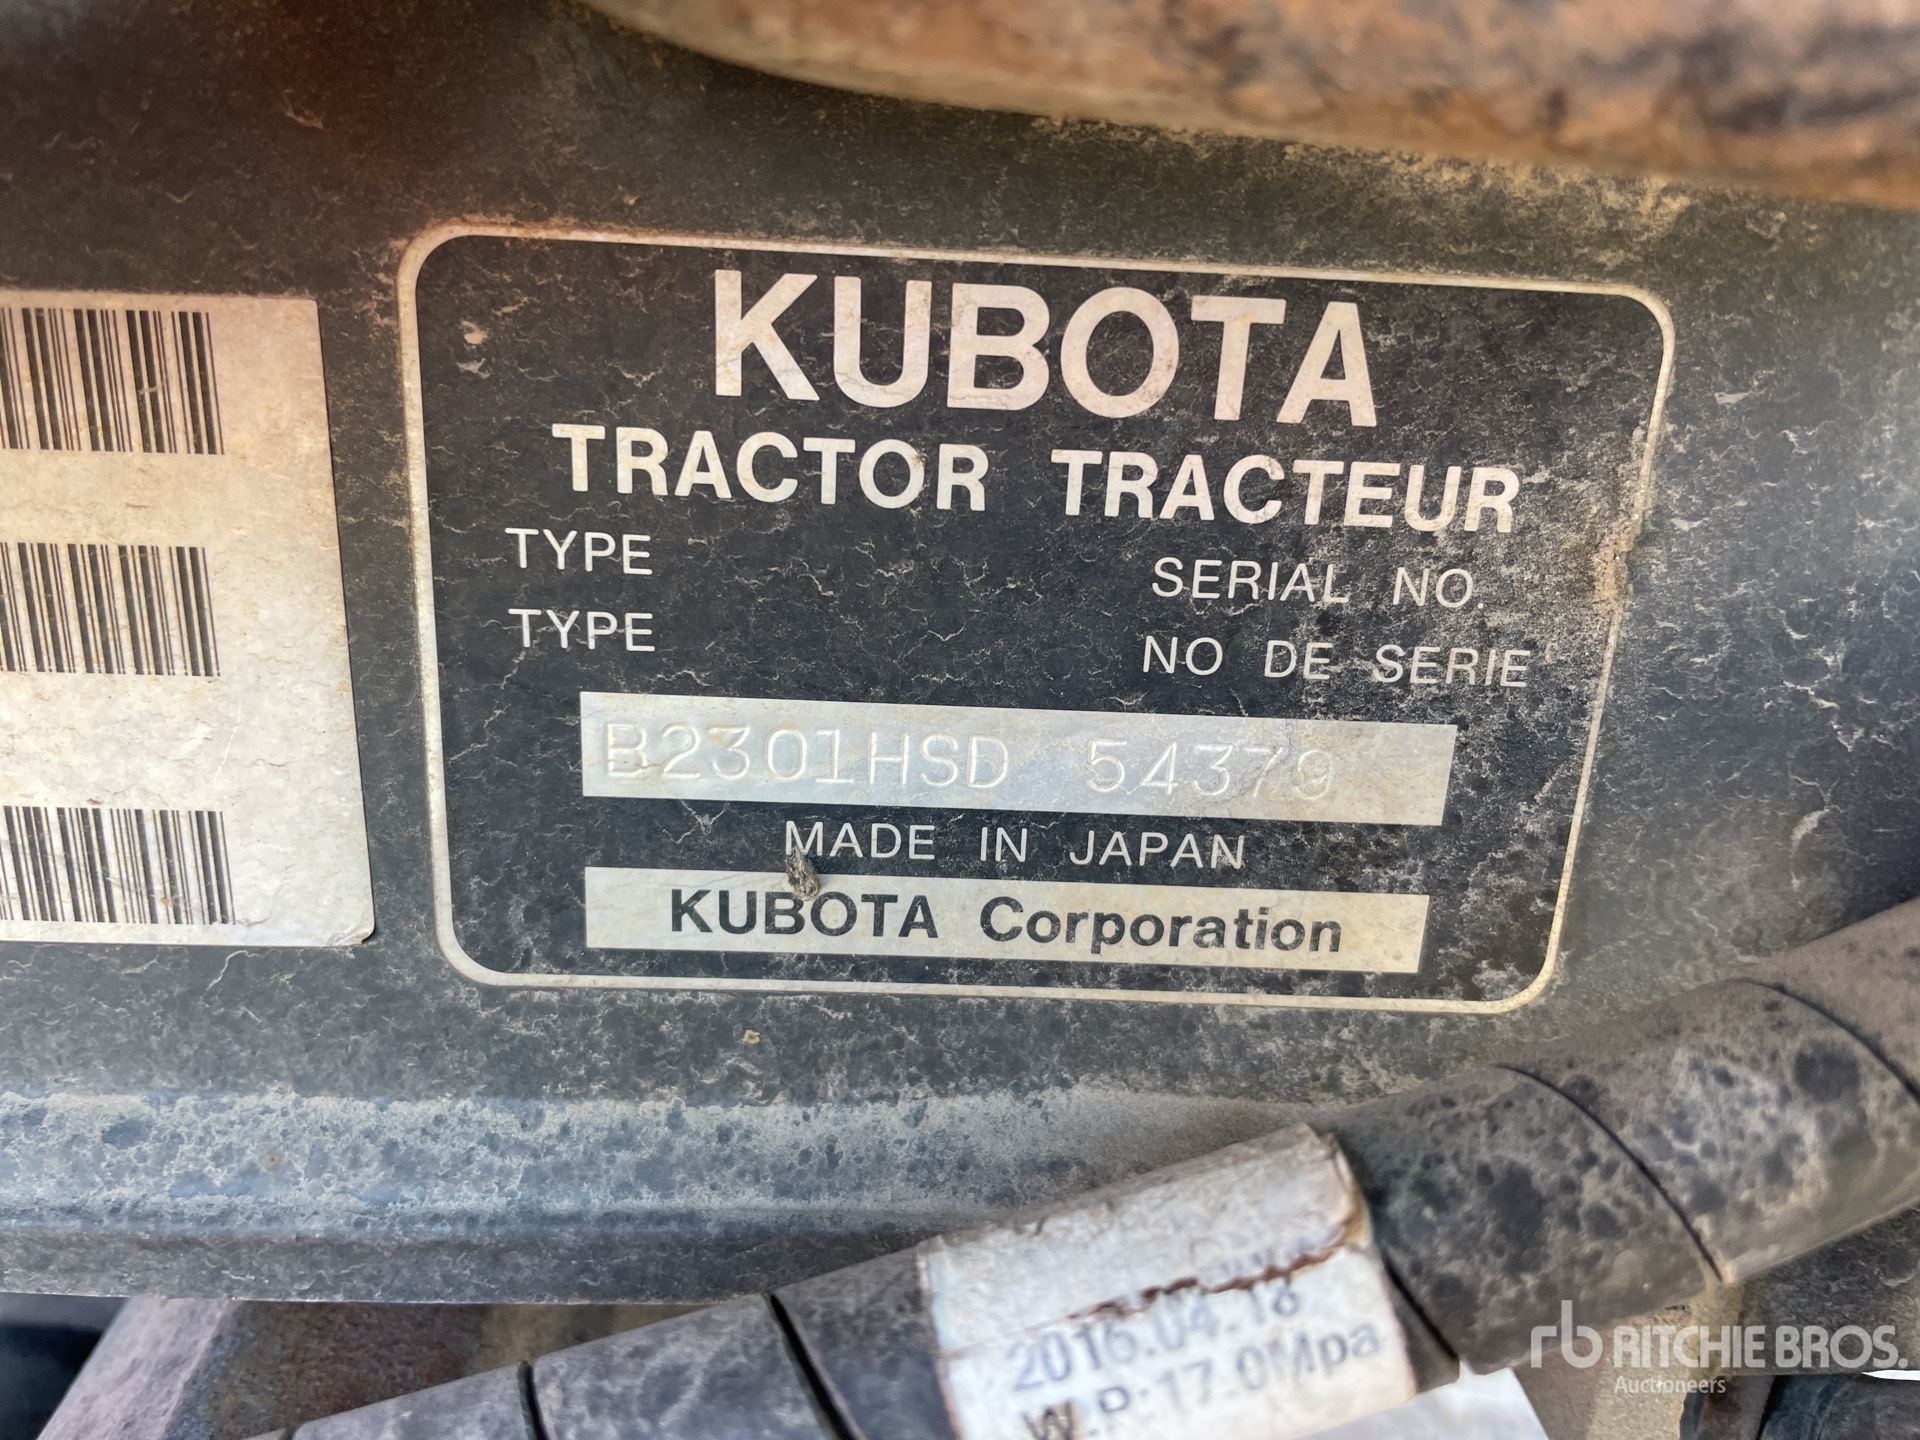 KUBOTA
TRACTOR TRACTEUR
TYPE SERIAL NO.
TYPE NO DE SERIE
B2301HSD 54379
MADE IN JAPAN
KUBOTA Corporation
2016.04.18
W.P:17.0Mpa
rb RITCHIE BROS.
Auctioneers